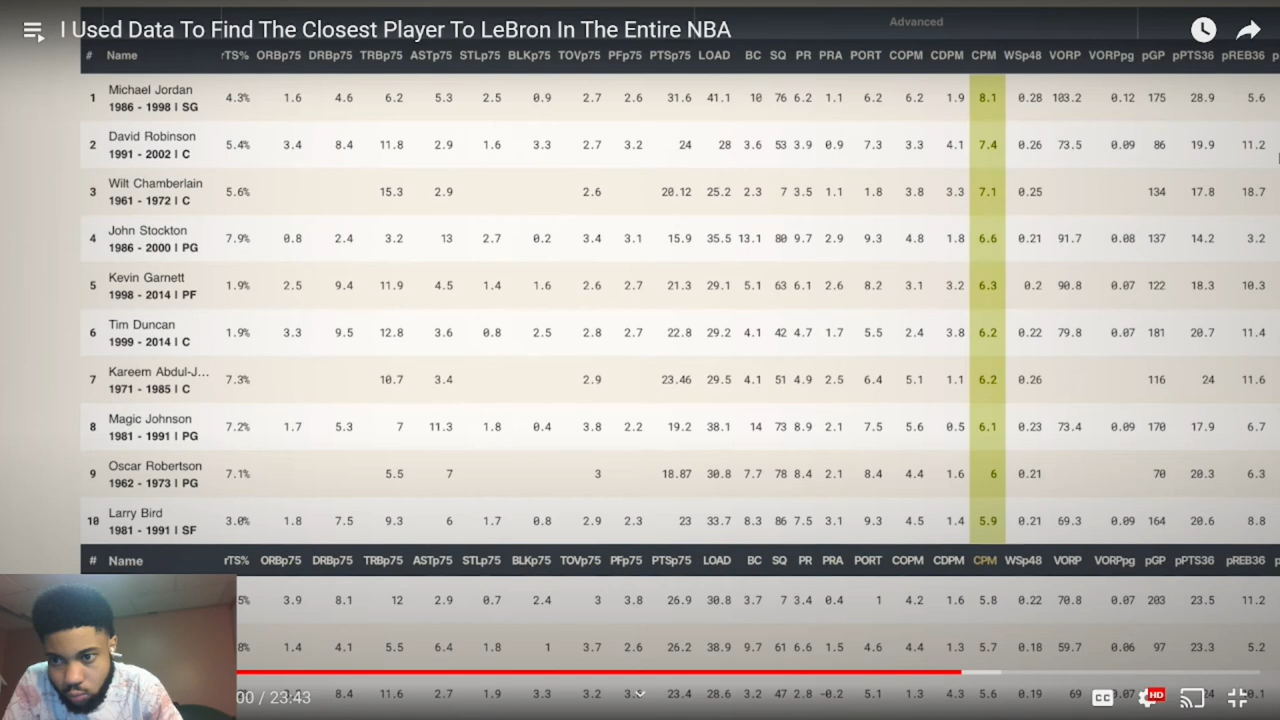 I Used Data To Find The Closest Player To LeBron In The Entire NBA
Advanced
# Name rTS% ORBp75 DRBp75 TRBp75 ASTp75 STLp75 BLKp75 TOVp75 PFp75 PTSp75 LOAD BC SQ PR PRA PORT COPM CDPM CPM WSp48 VORP VORPpg pGP pPTS36 pREB36 p
Michael Jordan
1 4.3% 1.6 4.6 6.2 5.3 2.5 0.9 2.7 2.6 31.6 41.1 10 76 6.2 1.1 6.2 6.2 1.9 8.1 0.28 103.2 0.12 175 28.9 5.6
1986 - 1998 | SG
David Robinson
2 5.4% 3.4 8.4 11.8 2.9 1.6 3.3 2.7 3.2 24 28 3.6 53 3.9 0.9 7.3 3.3 4.1 7.4 0.26 73.5 0.09 86 19.9 11.2
1991 - 2002 | C
Wilt Chamberlain
3 5.6% 15.3 2.9 2.6 20.12 25.2 2.3 7 3.5 1.1 1.8 3.8 3.3 7.1 0.25 134 17.8 18.7
1961 - 1972 | C
John Stockton
4 7.9% 0.8 2.4 3.2 13 2.7 0.2 3.4 3.1 15.9 35.5 13.1 80 9.7 2.9 9.3 4.8 1.8 6.6 0.21 91.7 0.08 137 14.2 3.2
1986 - 2000 | PG
Kevin Garnett
5 1.9% 2.5 9.4 11.9 4.5 1.4 1.6 2.6 2.7 21.3 29.1 5.1 63 6.1 2.6 8.2 3.1 3.2 6.3 0.2 90.8 0.07 122 18.3 10.3
1998 - 2014 | PF
Tim Duncan
6 1.9% 3.3 9.5 12.8 3.6 0.8 2.5 2.8 2.7 22.8 29.2 4.1 42 4.7 1.7 5.5 2.4 3.8 6.2 0.22 79.8 0.07 181 20.7 11.4
1999 - 2014 | C
Kareem Abdul-J...
7 7.3% 10.7 3.4 2.9 23.46 29.5 4.1 51 4.9 2.5 6.4 5.1 1.1 6.2 0.26 116 24 11.6
1971 - 1985 | C
Magic Johnson
8 7.2% 1.7 5.3 7 11.3 1.8 0.4 3.8 2.2 19.2 38.1 14 73 8.9 2.1 7.5 5.6 0.5 6.1 0.23 73.4 0.09 170 17.9 6.7
1981 - 1991 | PG
Oscar Robertson
9 7.1% 5.5 7 3 18.87 30.8 7.7 78 8.4 2.1 8.4 4.4 1.6 6 0.21 70 20.3 6.3
1962 - 1973 | PG
Larry Bird
10 3.0% 1.8 7.5 9.3 6 1.7 0.8 2.9 2.3 23 33.7 8.3 86 7.5 3.1 9.3 4.5 1.4 5.9 0.21 69.3 0.09 164 20.6 8.8
1981 - 1991 | SF
# Name rTS% ORBp75 DRBp75 TRBp75 ASTp75 STLp75 BLKp75 TOVp75 PFp75 PTSp75 LOAD BC SQ PR PRA PORT COPM CDPM CPM WSp48 VORP VORPpg pGP pPTS36 pREB36 p
5% 3.9 8.1 12 2.9 0.7 2.4 3 3.8 26.9 30.8 3.7 7 3.4 0.4 1 4.2 1.6 5.8 0.22 70.8 0.07 203 23.5 11.2
8% 1.4 4.1 5.5 6.4 1.8 1 3.7 2.6 26.2 38.9 9.7 61 6.6 1.5 4.6 4.4 1.3 5.7 0.18 59.7 0.06 97 23.3 5.2
8.4 11.6 2.7 1.9 3.3 3.2 23.4 28.6 3.2 47 2.8 -0.2 5.1 1.3 4.3 5.6 0.19 69
00 / 23:43 CC HD